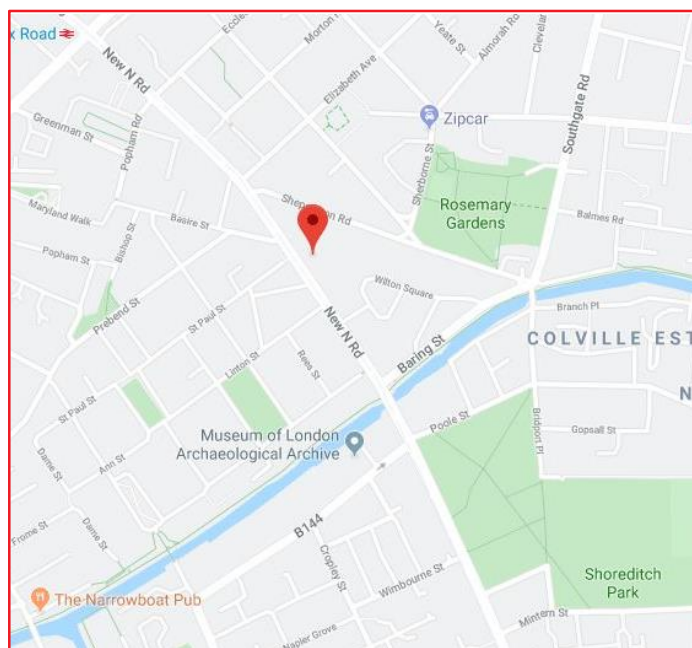 x Road
New N Rd
Eccles
Morton R
Yeate St
Almorah Rd
Clevel
Elizabeth Ave
Southgate Rd
Popham Rd
Greenman St
Zipcar
Sherborne St
Rosemary
Gardens
Maryland Walk
Basire St
Balmes Rd
Bishop St
Popham St
Wilton Square
Prebend St
St Paul St
New N Rd
Branch Pl
COLVILLE EST
Linton St
Rees St
Baring St
St Paul St
N
Museum of London
Archaeological Archive
Poole St
Bridport Pl
Gopsall St
Ann St
Dame St
Dame St
Frome St
B144
Cropley St
Wimbourne St
Shoreditch
Park
The Narrowboat Pub
Mintern St
Napier Grove